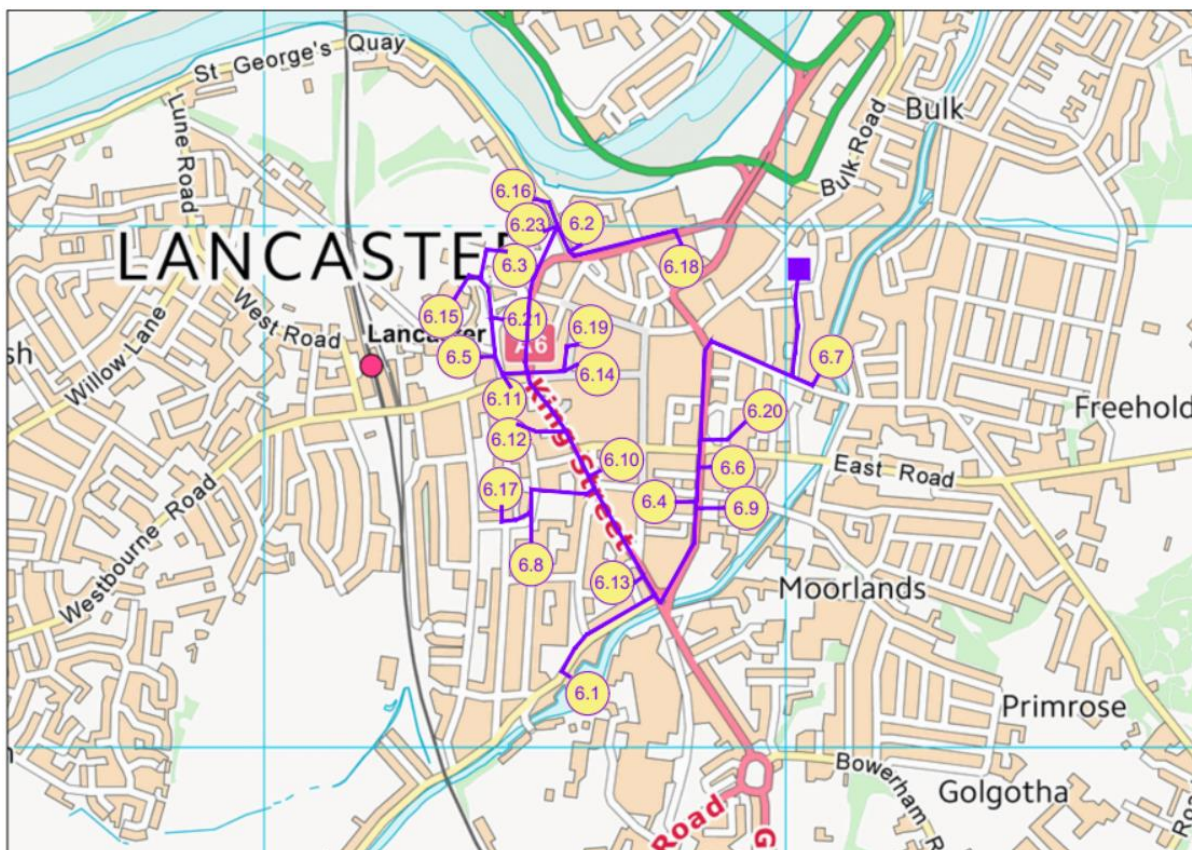 St George's Quay
Lune Road
Bulk
Bulk Road
6.16
6.23
6.2
LANCASTE
6.3
6.18
6.15
6.21
6.19
West Road
Lancaster
A6
6.5
6.14
6.7
sh
Willow Lane
6.11
6.20
Freehold
King Street
6.12
6.10
6.6
East Road
6.17
6.4
6.9
Westbourne Road
6.8
6.13
Moorlands
6.1
Primrose
Bowerham R
Golgotha
Road
G
Ros